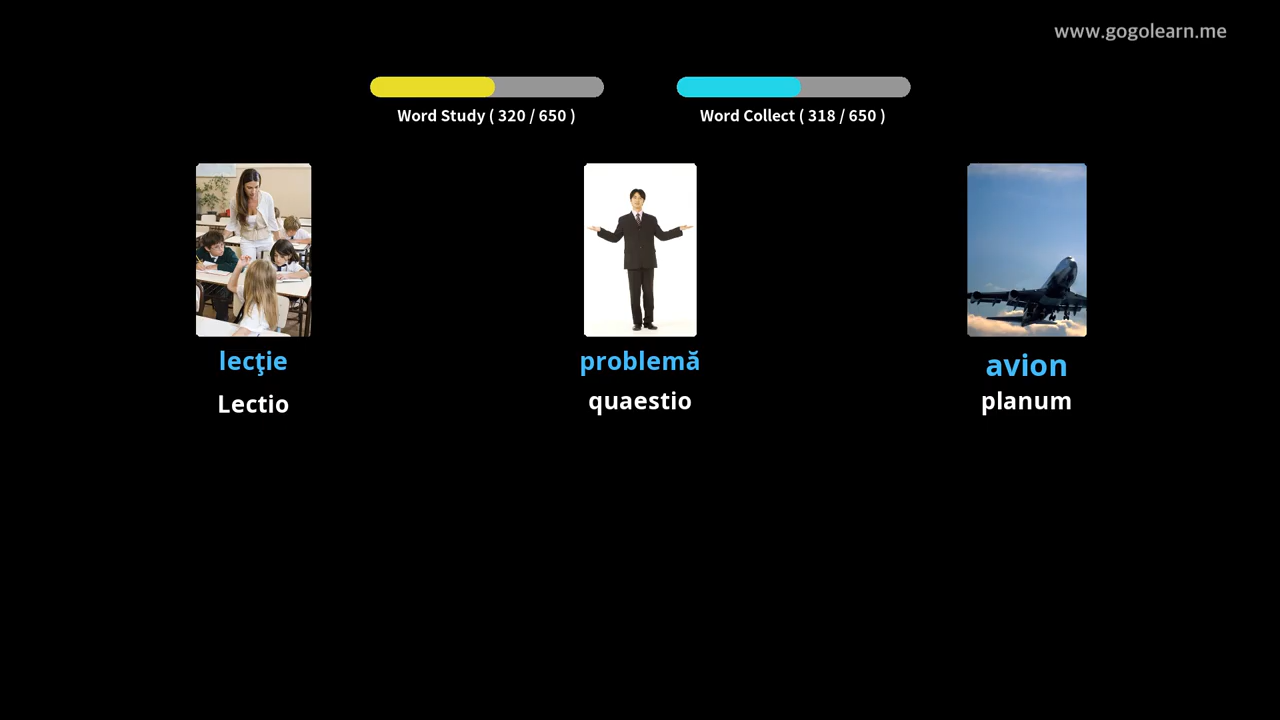 www.gogolearn.me
Word Study ( 320 / 650 )
Word Collect ( 318 / 650 )
lecţie
problemă
avion
Lectio
quaestio
planum